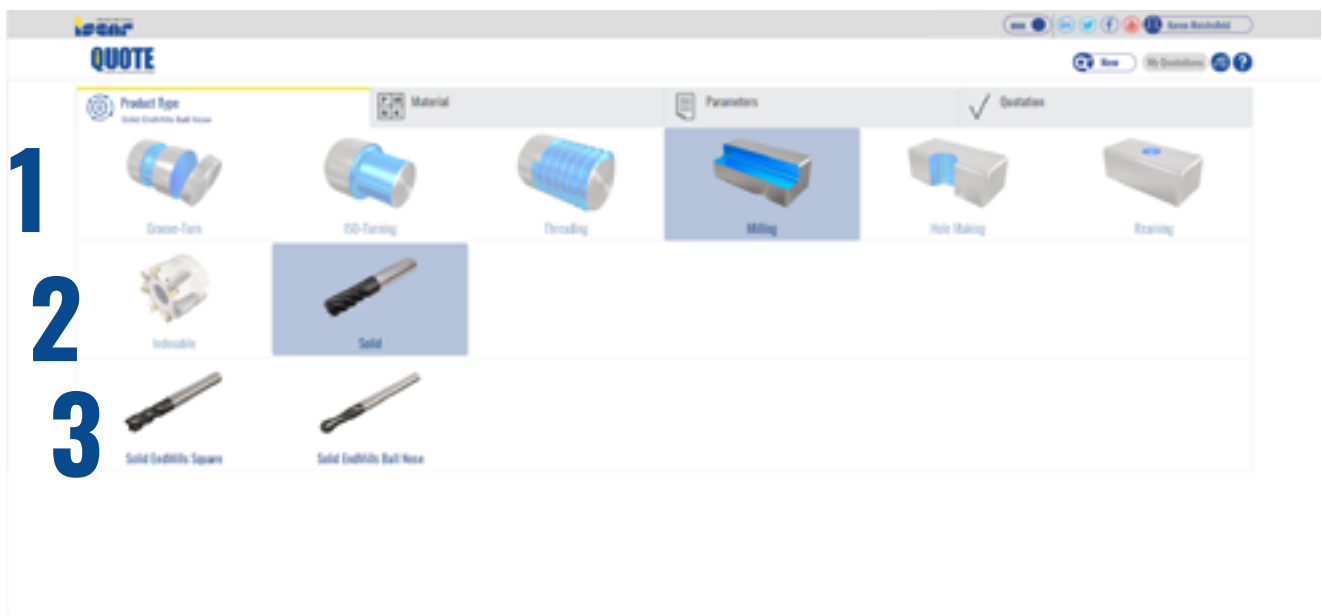 ISCAR
QUOTE
New
My Quotations
?
Product Type
Solid EndMills Ball Nose
Material
Parameters
Quotation
1
Groove-Turn
ISO-Turning
Threading
Milling
Hole Making
Reaming
2
Indexable
Solid
3
Solid EndMills Square
Solid EndMills Ball Nose